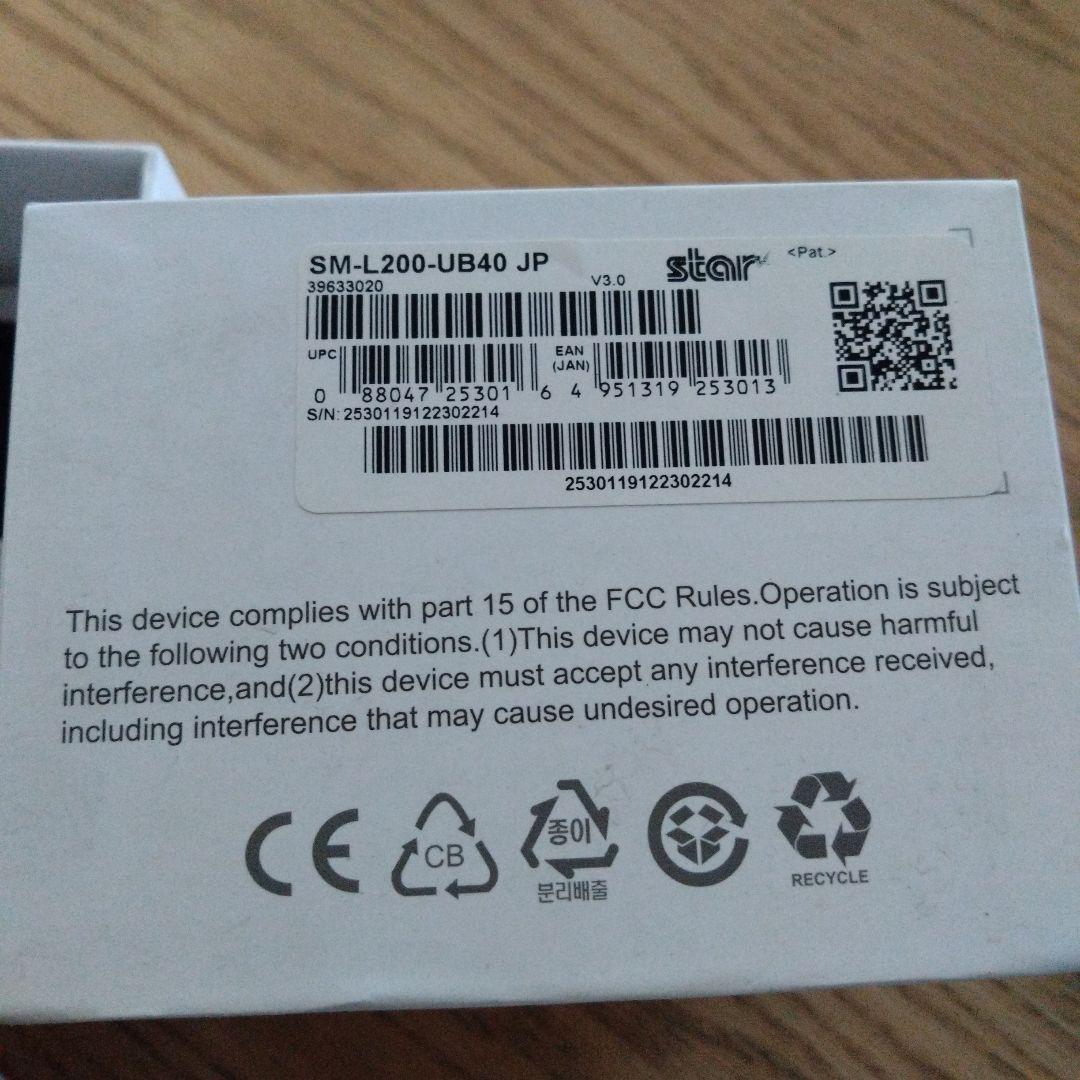 SM-L200-UB40 JP
39633020
V3.0
star
<Pat.>
UPC
0 88047 25301 6
EAN
(JAN)
4 951319 253013
S/N: 2530119122302214
2530119122302214
This device complies with part 15 of the FCC Rules.Operation is subject
to the following two conditions.(1)This device may not cause harmful
interference,and(2)this device must accept any interference received,
including interference that may cause undesired operation.
CE
CB
종이
분리배출
RECYCLE